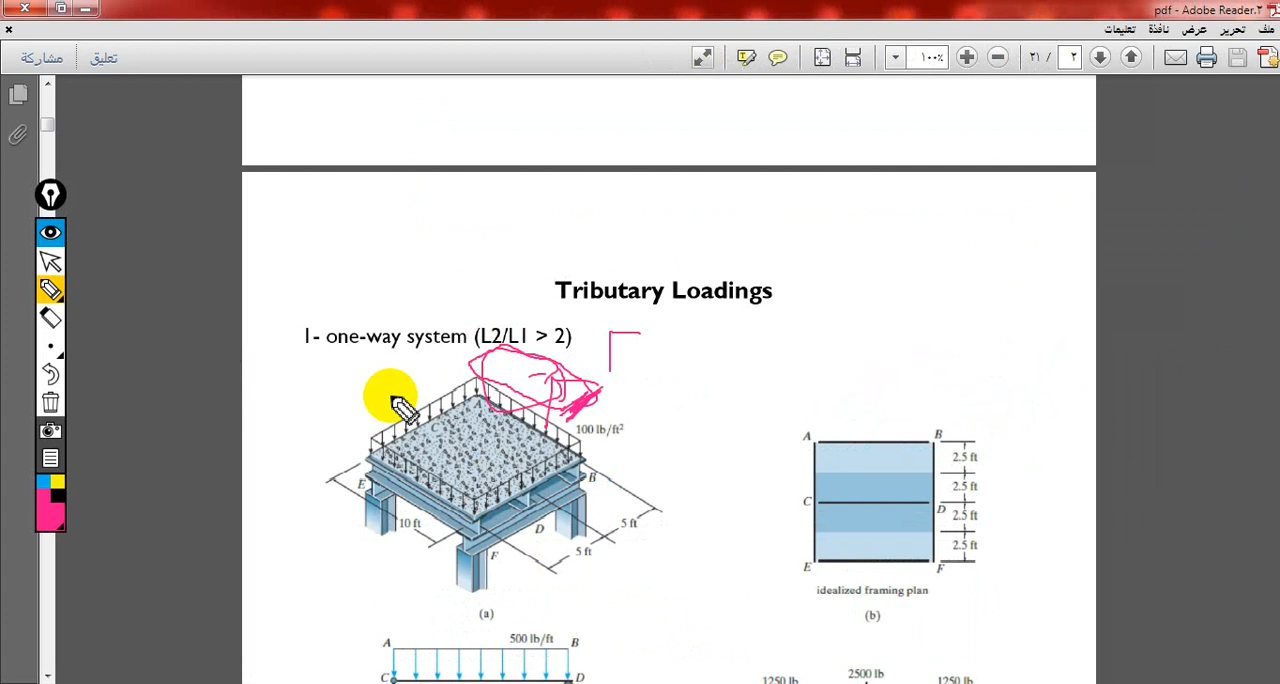 pdf - Adobe Reader.٢
ملف تحرير عرض نافذة تعليمات
٢ / ٢١ ١٠٠% تعليق مشاركة
Tributary Loadings
1- one-way system (L2/L1 > 2)
100 lb/ft²
C
E
B
10 ft
D
5 ft
F
5 ft
(a)
A B
2.5 ft
2.5 ft
C D
2.5 ft
2.5 ft
E F
idealized framing plan
(b)
A 500 lb/ft B
C D
1250 lb 2500 lb 1250 lb